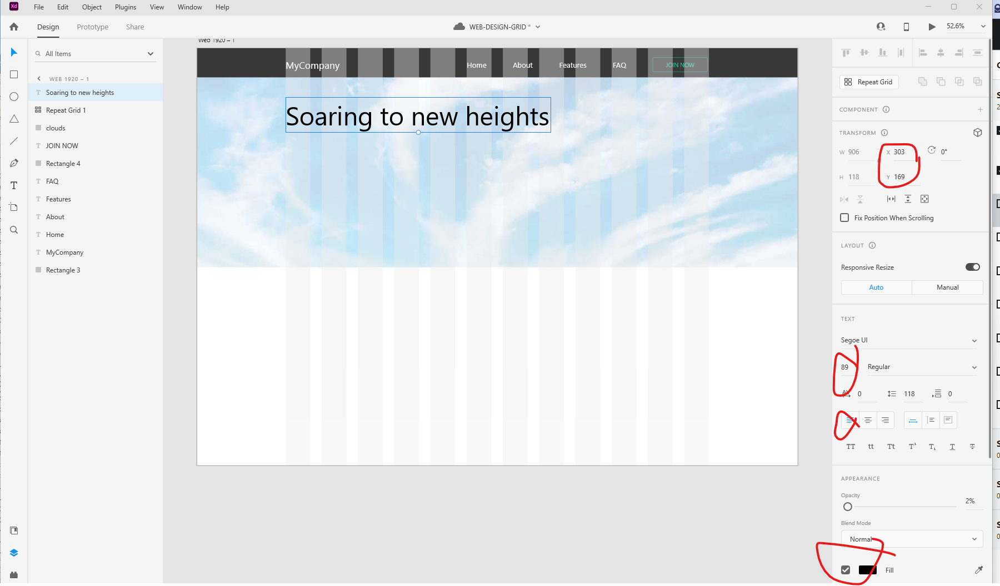 Xd File Edit Object Plugins View Window Help
Design Prototype Share WEB-DESIGN-GRID * 52.6%
All Items
WEB 1920 – 1
Soaring to new heights
Repeat Grid 1
clouds
JOIN NOW
Rectangle 4
FAQ
Features
About
Home
MyCompany
Rectangle 3
Web 1920 – 1
MyCompany Home About Features FAQ JOIN NOW
Soaring to new heights
Repeat Grid
COMPONENT
TRANSFORM
W 906 X 303 0°
H 118 Y 169
Fix Position When Scrolling
LAYOUT
Responsive Resize
Auto Manual
TEXT
Segoe UI
89 Regular
0 118 0
TT tt Tt T¹ T₁ T T
APPEARANCE
Opacity
2%
Blend Mode
Normal
Fill